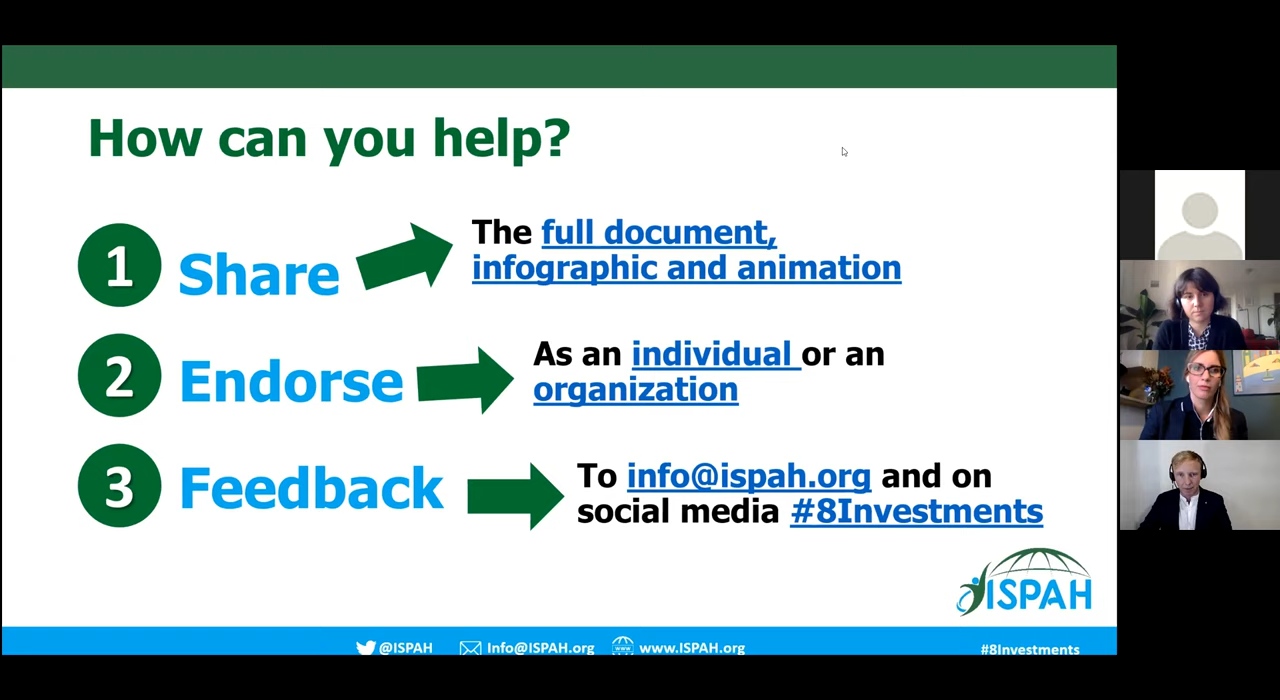 How can you help?
1 Share
The full document,
infographic and animation
2 Endorse
As an individual or an
organization
3 Feedback
To info@ispah.org and on
social media #8Investments
ISPAH
@ISPAH Info@ISPAH.org www www.ISPAH.org #8Investments